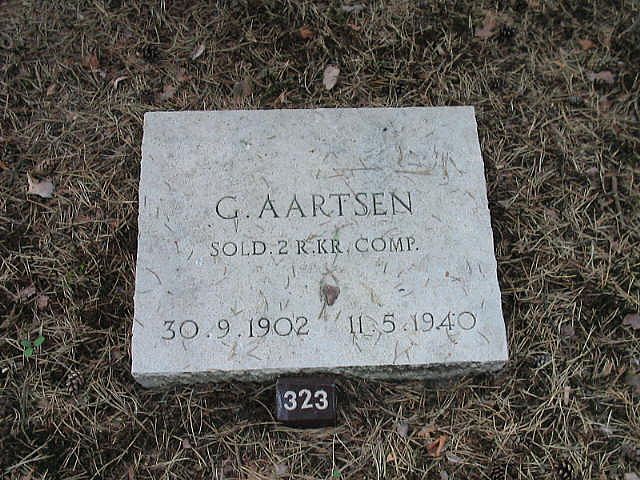 G. AARTSEN
SOLD. 2 R.KR. COMP.
30.9.1902 11.5.1940
323